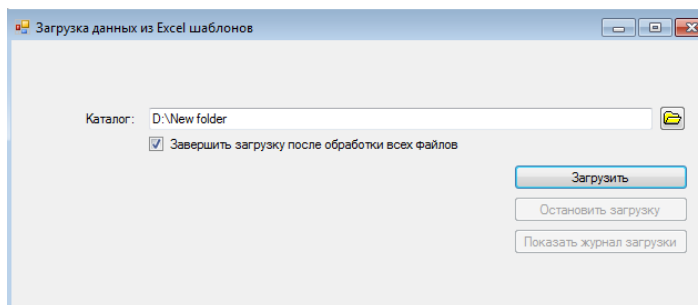 Загрузка данных из Excel шаблонов
Каталог: D:\New folder
Завершить загрузку после обработки всех файлов
Загрузить
Остановить загрузку
Показать журнал загрузки